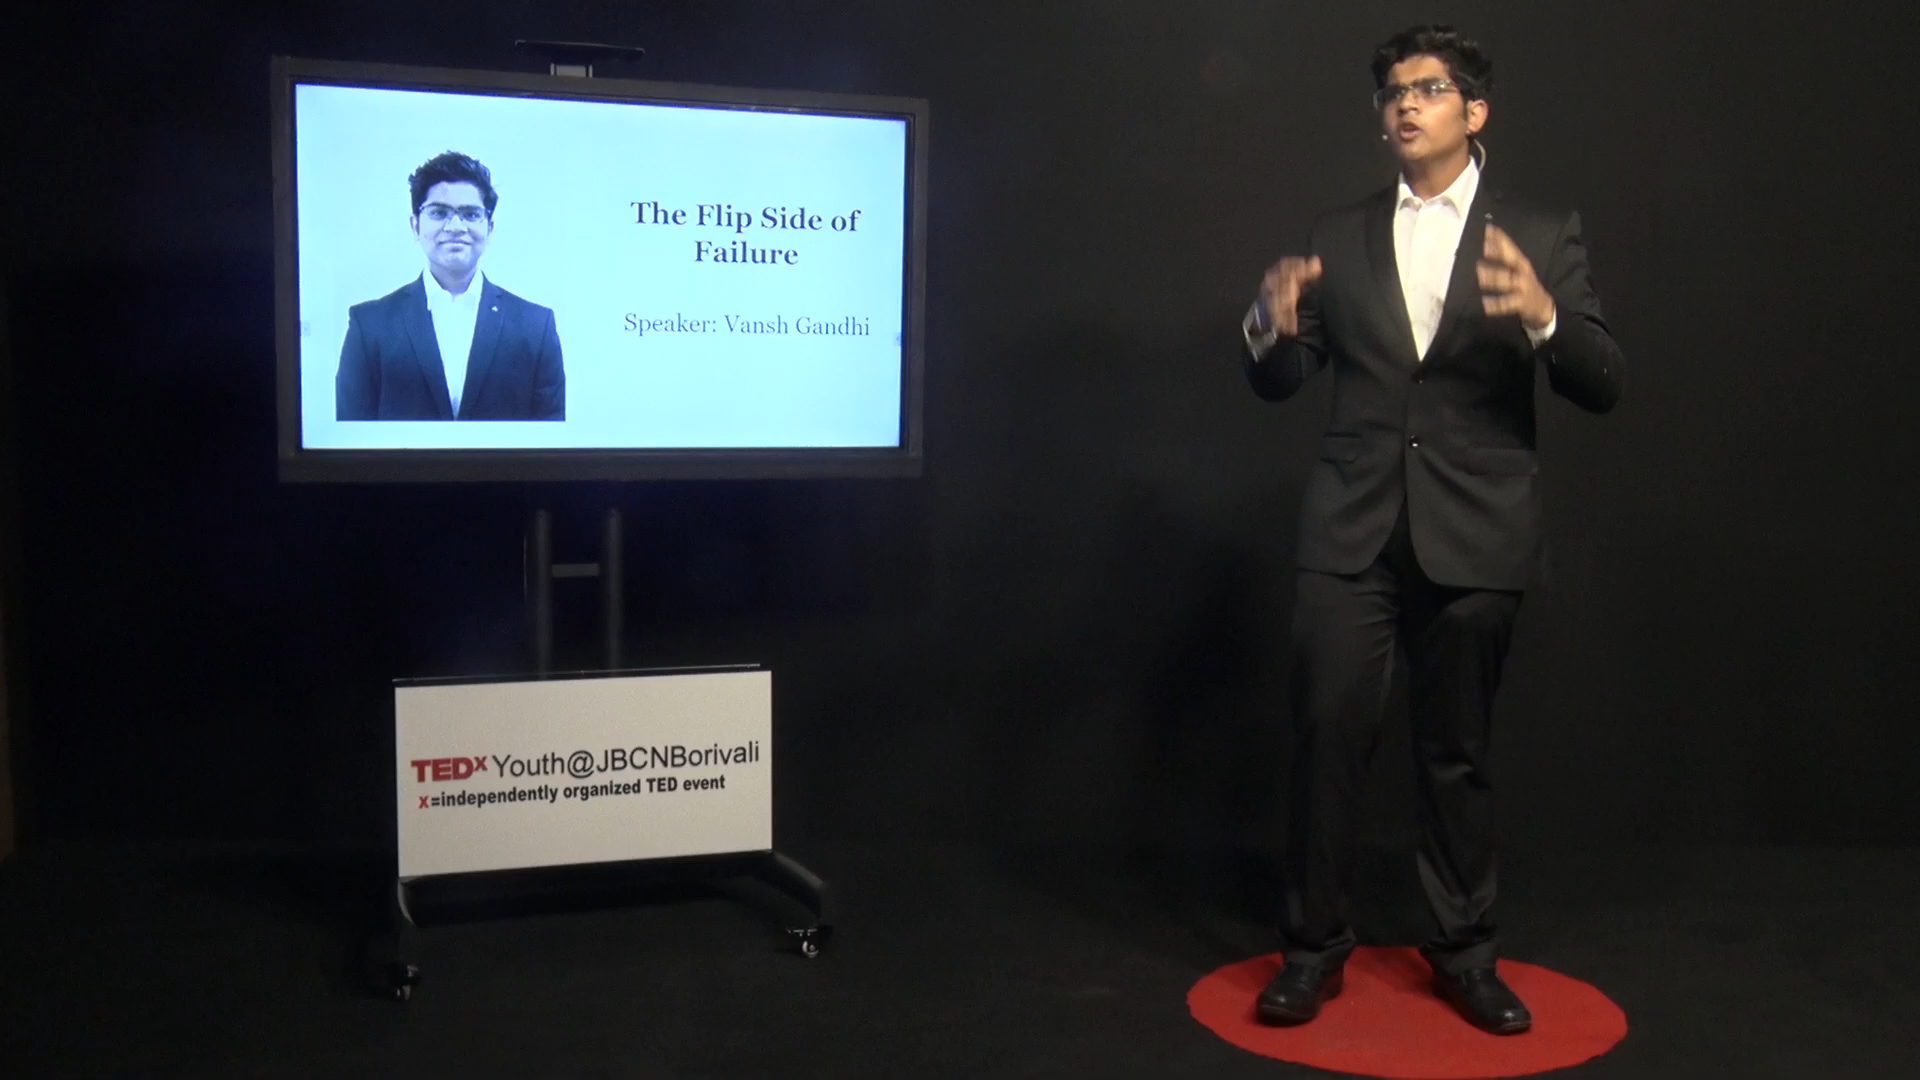 The Flip Side of
Failure
Speaker: Vansh Gandhi
TEDx Youth@JBCNBorivali
x=independently organized TED event